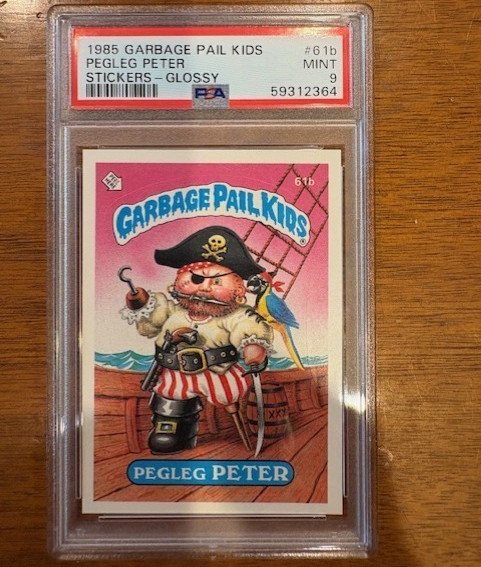 1985 GARBAGE PAIL KIDS #61b
PEGLEG PETER MINT
STICKERS-GLOSSY 9
PSA 59312364
61b
GARBAGE PAIL KIDS
XXX
PEGLEG PETER